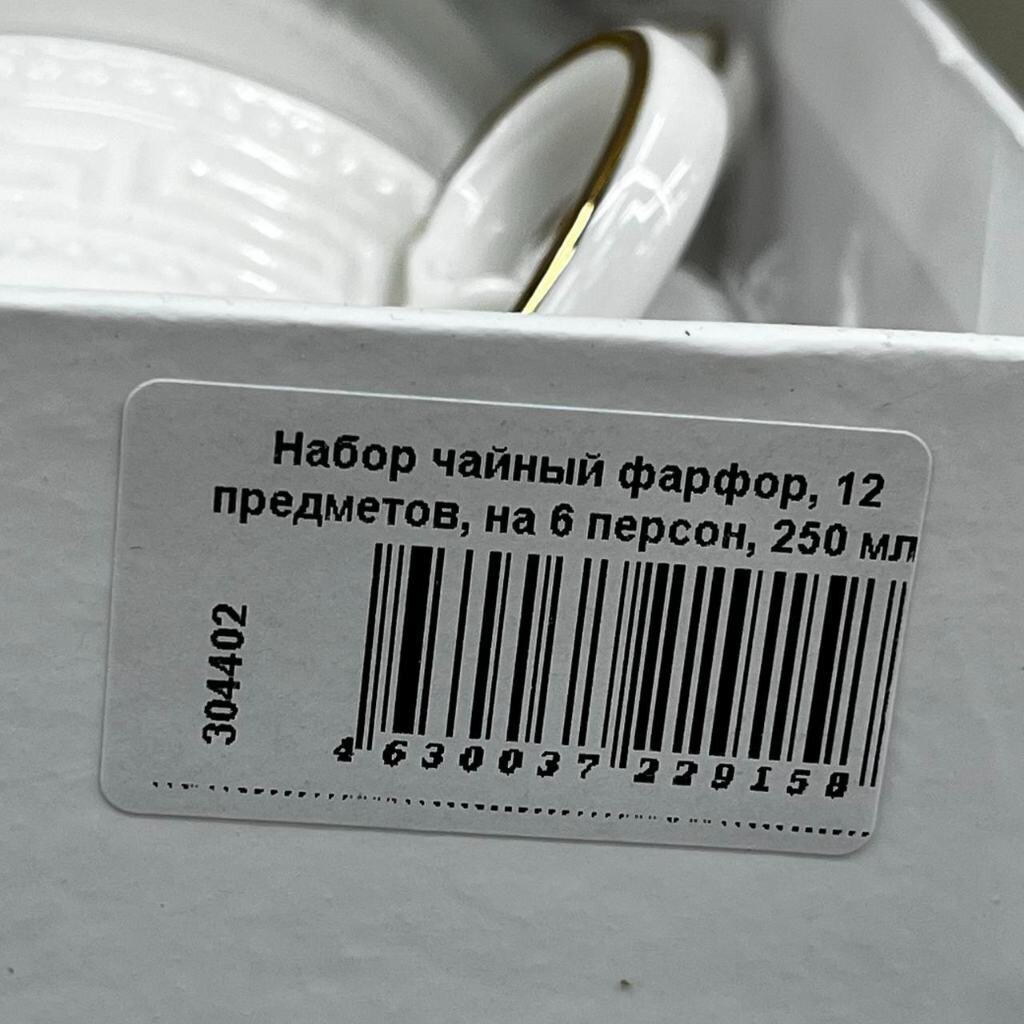 Набор чайный фарфор, 12
предметов, на 6 персон, 250 мл
304402
4 630037 229158